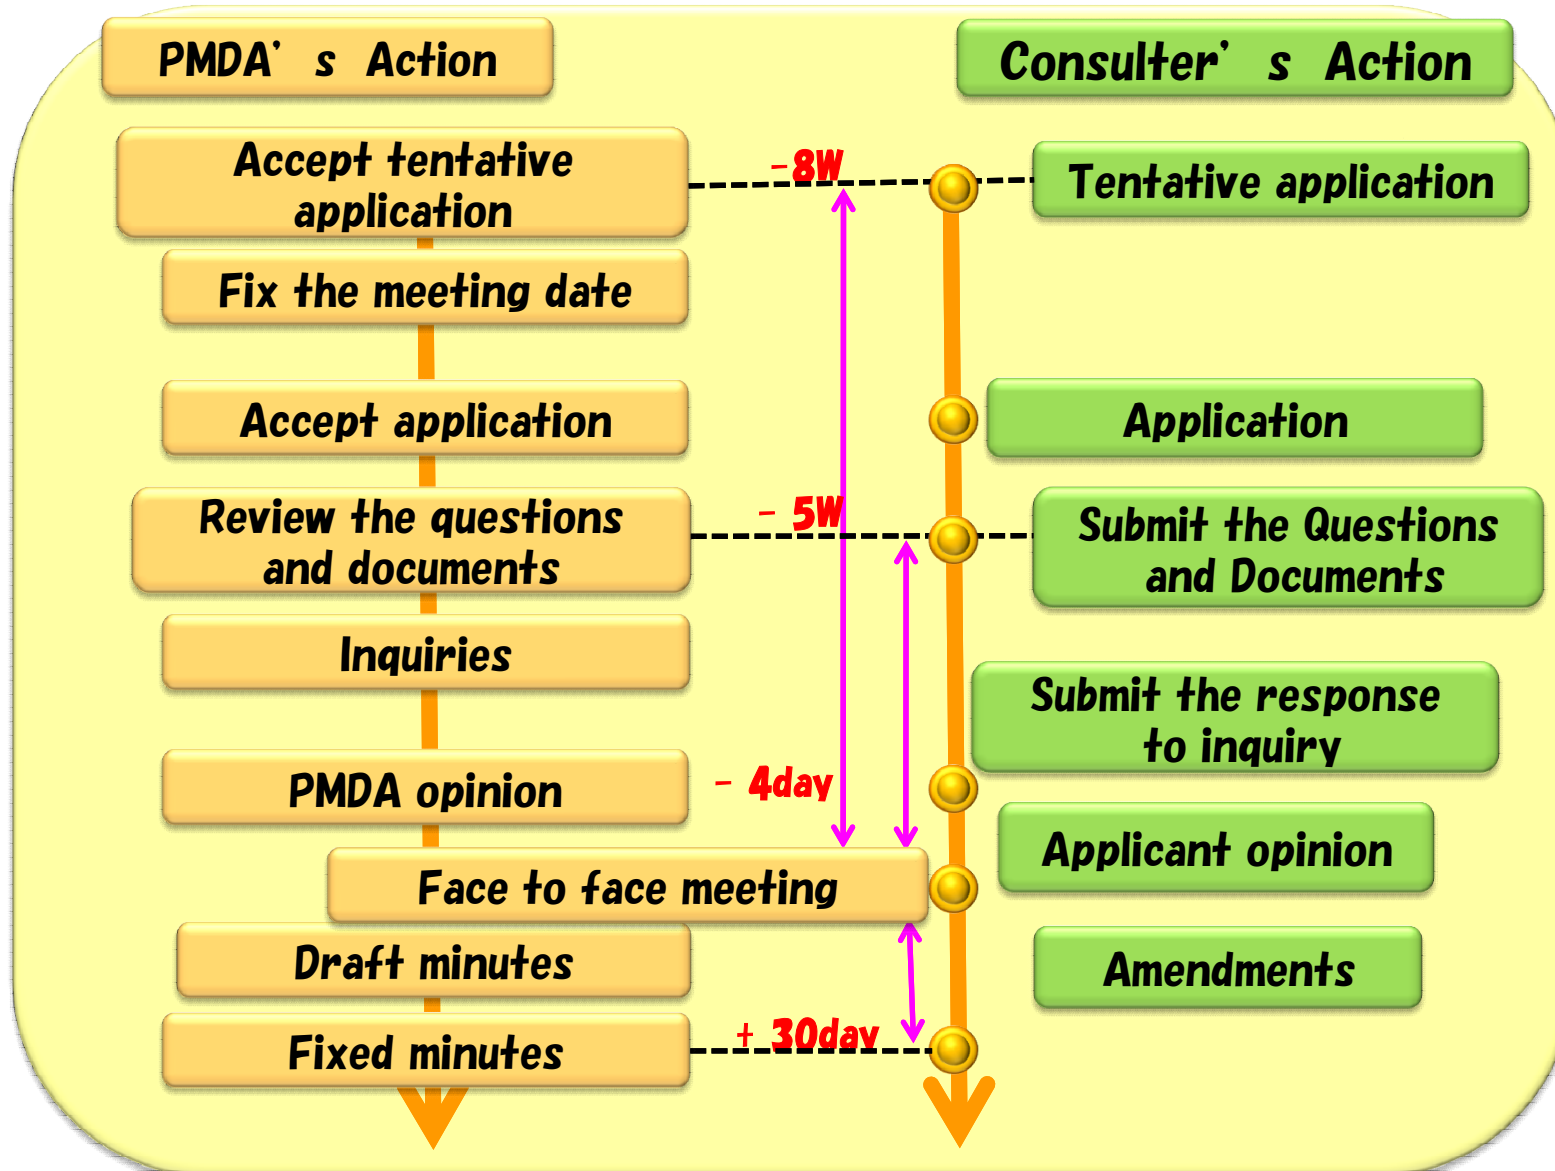 PMDA’ s Action
Consulter’ s Action
Accept tentative
application
-8W
Tentative application
Fix the meeting date
Accept application
Application
Review the questions
and documents
- 5W
Submit the Questions
and Documents
Inquiries
Submit the response
to inquiry
PMDA opinion
- 4day
Applicant opinion
Face to face meeting
Draft minutes
Amendments
Fixed minutes
+ 30day